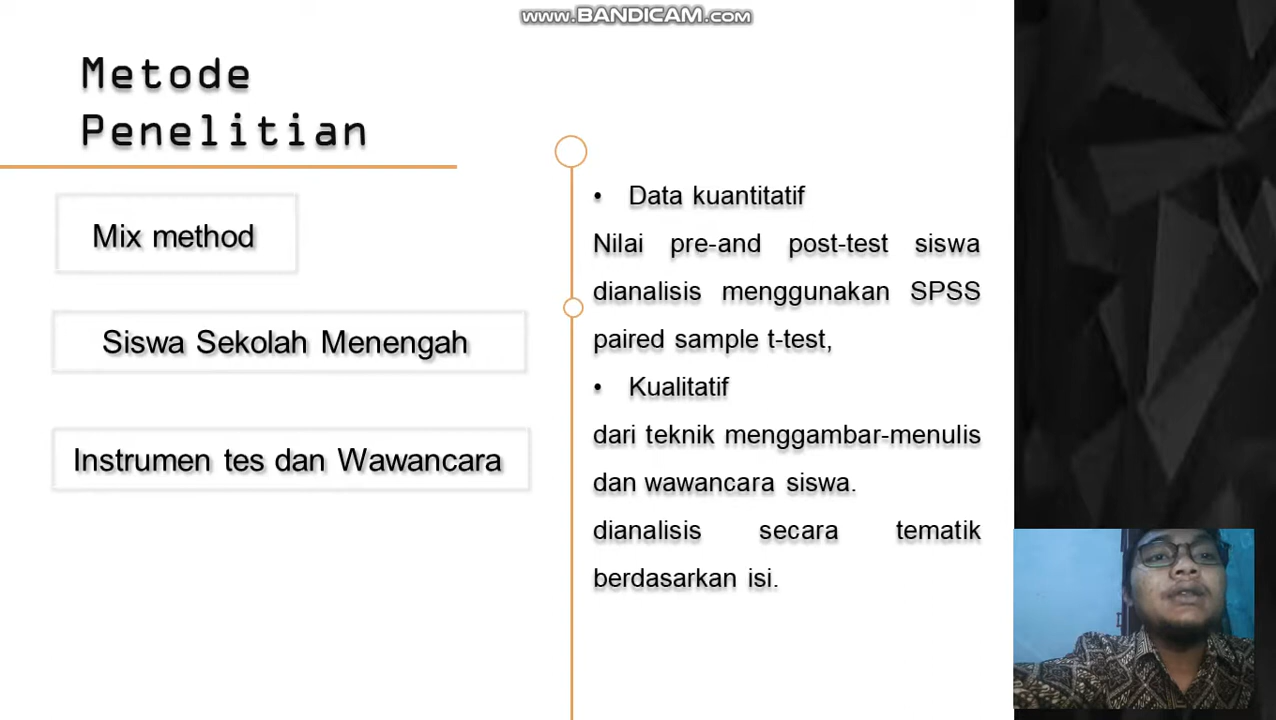 www.BANDICAM.com
Metode
Penelitian
Mix method
Siswa Sekolah Menengah
Instrumen tes dan Wawancara
• Data kuantitatif
Nilai pre-and post-test siswa
dianalisis menggunakan SPSS
paired sample t-test,
• Kualitatif
dari teknik menggambar-menulis
dan wawancara siswa.
dianalisis secara tematik
berdasarkan isi.